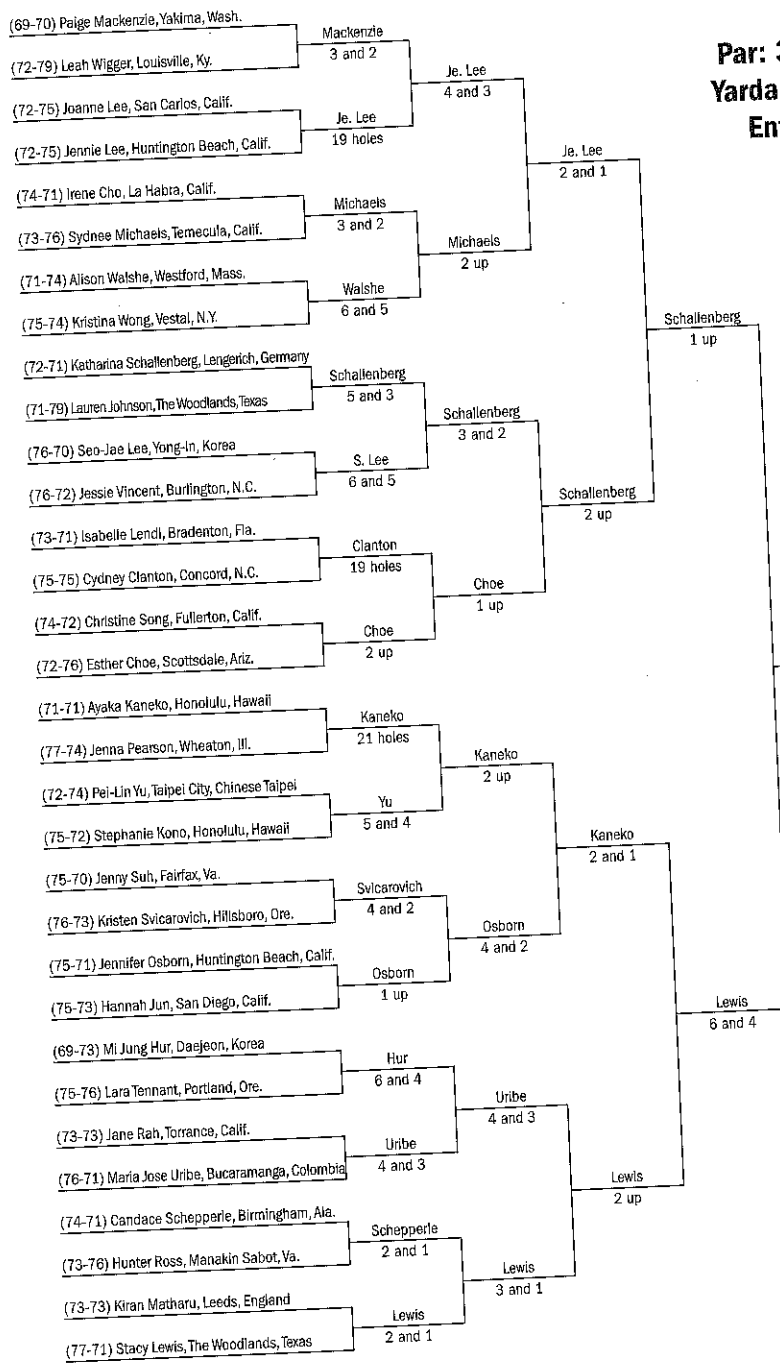 (69-70) Paige Mackenzie, Yakima, Wash.
Mackenzie
3 and 2
(72-79) Leah Wigger, Louisville, Ky.
Je. Lee
4 and 3
(72-75) Joanne Lee, San Carlos, Calif.
Je. Lee
19 holes
(72-75) Jennie Lee, Huntington Beach, Calif.
Je. Lee
2 and 1
(74-71) Irene Cho, La Habra, Calif.
Michaels
3 and 2
(73-76) Sydnee Michaels, Temecula, Calif.
Michaels
2 up
(71-74) Alison Walshe, Westford, Mass.
Walshe
6 and 5
(75-74) Kristina Wong, Vestal, N.Y.
Schallenberg
1 up
(72-71) Katharina Schallenberg, Lengerich, Germany
Schallenberg
5 and 3
(71-79) Lauren Johnson, The Woodlands, Texas
Schallenberg
3 and 2
(76-70) Seo-Jae Lee, Yong-In, Korea
S. Lee
6 and 5
(76-72) Jessie Vincent, Burlington, N.C.
Schallenberg
2 up
(73-71) Isabelle Lendl, Bradenton, Fla.
Clanton
19 holes
(75-75) Cydney Clanton, Concord, N.C.
Choe
1 up
(74-72) Christine Song, Fullerton, Calif.
Choe
2 up
(72-76) Esther Choe, Scottsdale, Ariz.
(71-71) Ayaka Kaneko, Honolulu, Hawaii
Kaneko
21 holes
(77-74) Jenna Pearson, Wheaton, Ill.
Kaneko
2 up
(72-74) Pei-Lin Yu, Taipei City, Chinese Taipei
Yu
5 and 4
(75-72) Stephanie Kono, Honolulu, Hawaii
Kaneko
2 and 1
(75-70) Jenny Suh, Fairfax, Va.
Svicarovich
4 and 2
(76-73) Kristen Svicarovich, Hillsboro, Ore.
Osborn
4 and 2
(75-71) Jennifer Osborn, Huntington Beach, Calif.
Osborn
1 up
(75-73) Hannah Jun, San Diego, Calif.
Lewis
6 and 4
(69-73) Mi Jung Hur, Daejeon, Korea
Hur
6 and 4
(75-76) Lara Tennant, Portland, Ore.
Uribe
4 and 3
(73-73) Jane Rah, Torrance, Calif.
Uribe
4 and 3
(76-71) Maria Jose Uribe, Bucaramanga, Colombia
Lewis
2 up
(74-71) Candace Schepperle, Birmingham, Ala.
Schepperle
2 and 1
(73-76) Hunter Ross, Manakin Sabot, Va.
Lewis
3 and 1
(73-73) Kiran Matharu, Leeds, England
Lewis
2 and 1
(77-71) Stacy Lewis, The Woodlands, Texas
Par:
Yarda
Ent